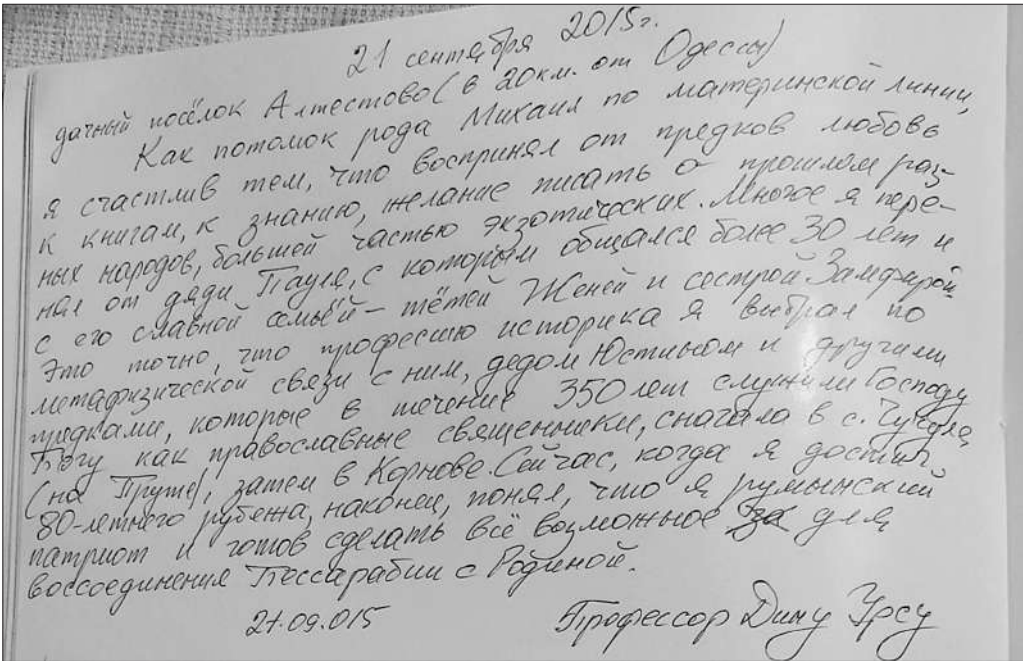 21 сентября 2015г.
дачный посёлок Алтестово (в 20км. от Одессы)
Как потомок рода Михаил по материнской линии,
я счастлив тем, что воспринял от предков любовь
к книгам, к знанию, желание писать о прошлом раз-
ных народов, большей частью экзотических. Многое я пере-
нял от дяди Пауля, с которым общался более 30 лет и
с его славной семьёй – тётей Женей и сестрой Замфирой.
Это точно, что профессию историка я выбрал по
метафизической связи с ним, дедом Юстином и другими
предками, которые в течение 350 лет служили Господу
Богу как православные священники, сначала в с. Чучуля
(на Пруте), затем в Корнове. Сейчас, когда я достиг
80-летнего рубежа, наконец, понял, что я румынский
патриот и готов сделать всё возможное за для
воссоединения Бессарабии с Родиной.
21.09.015 Профессор Дину Урсу